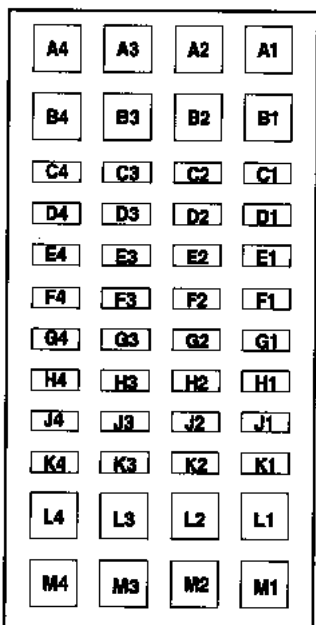 A4 A3 A2 A1
B4 B3 B2 B1
C4 C3 C2 C1
D4 D3 D2 D1
E4 E3 E2 E1
F4 F3 F2 F1
G4 G3 G2 G1
H4 H3 H2 H1
J4 J3 J2 J1
K4 K3 K2 K1
L4 L3 L2 L1
M4 M3 M2 M1